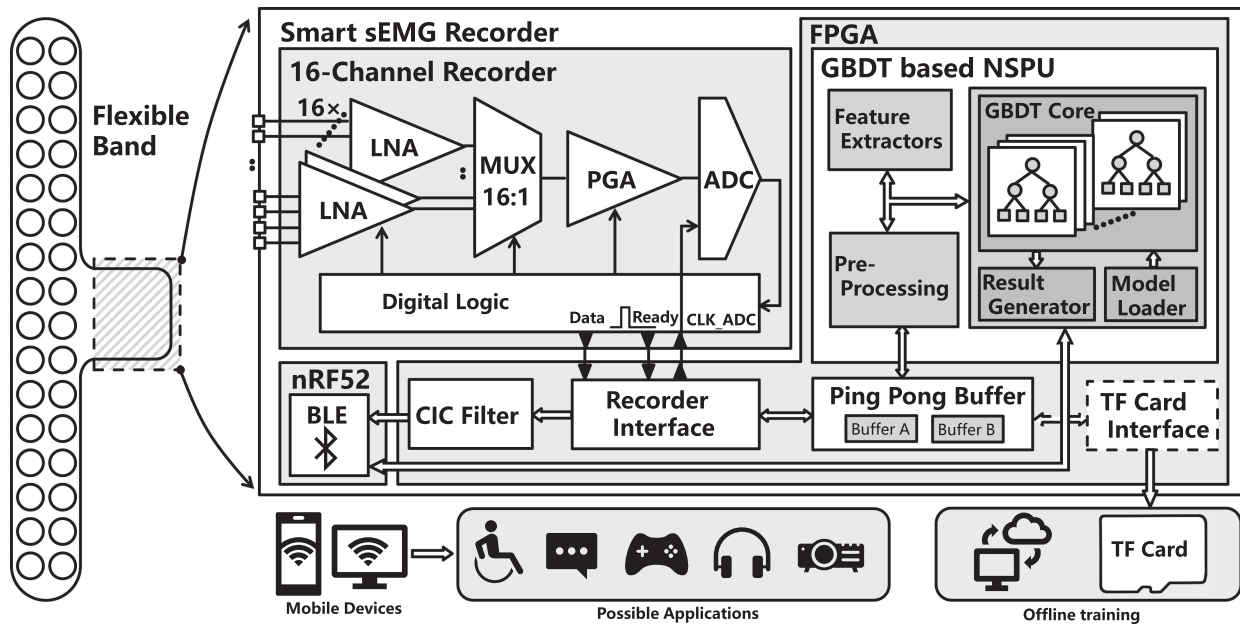 Flexible
Band
Smart sEMG Recorder
16-Channel Recorder
16×
LNA
LNA
MUX
16:1
PGA
ADC
Digital Logic
Data
Ready
CLK_ADC
FPGA
GBDT based NSPU
Feature
Extractors
Pre-
Processing
GBDT Core
Result
Generator
Model
Loader
nRF52
BLE
CIC Filter
Recorder
Interface
Ping Pong Buffer
Buffer A
Buffer B
TF Card
Interface
Mobile Devices
Possible Applications
TF Card
Offline training